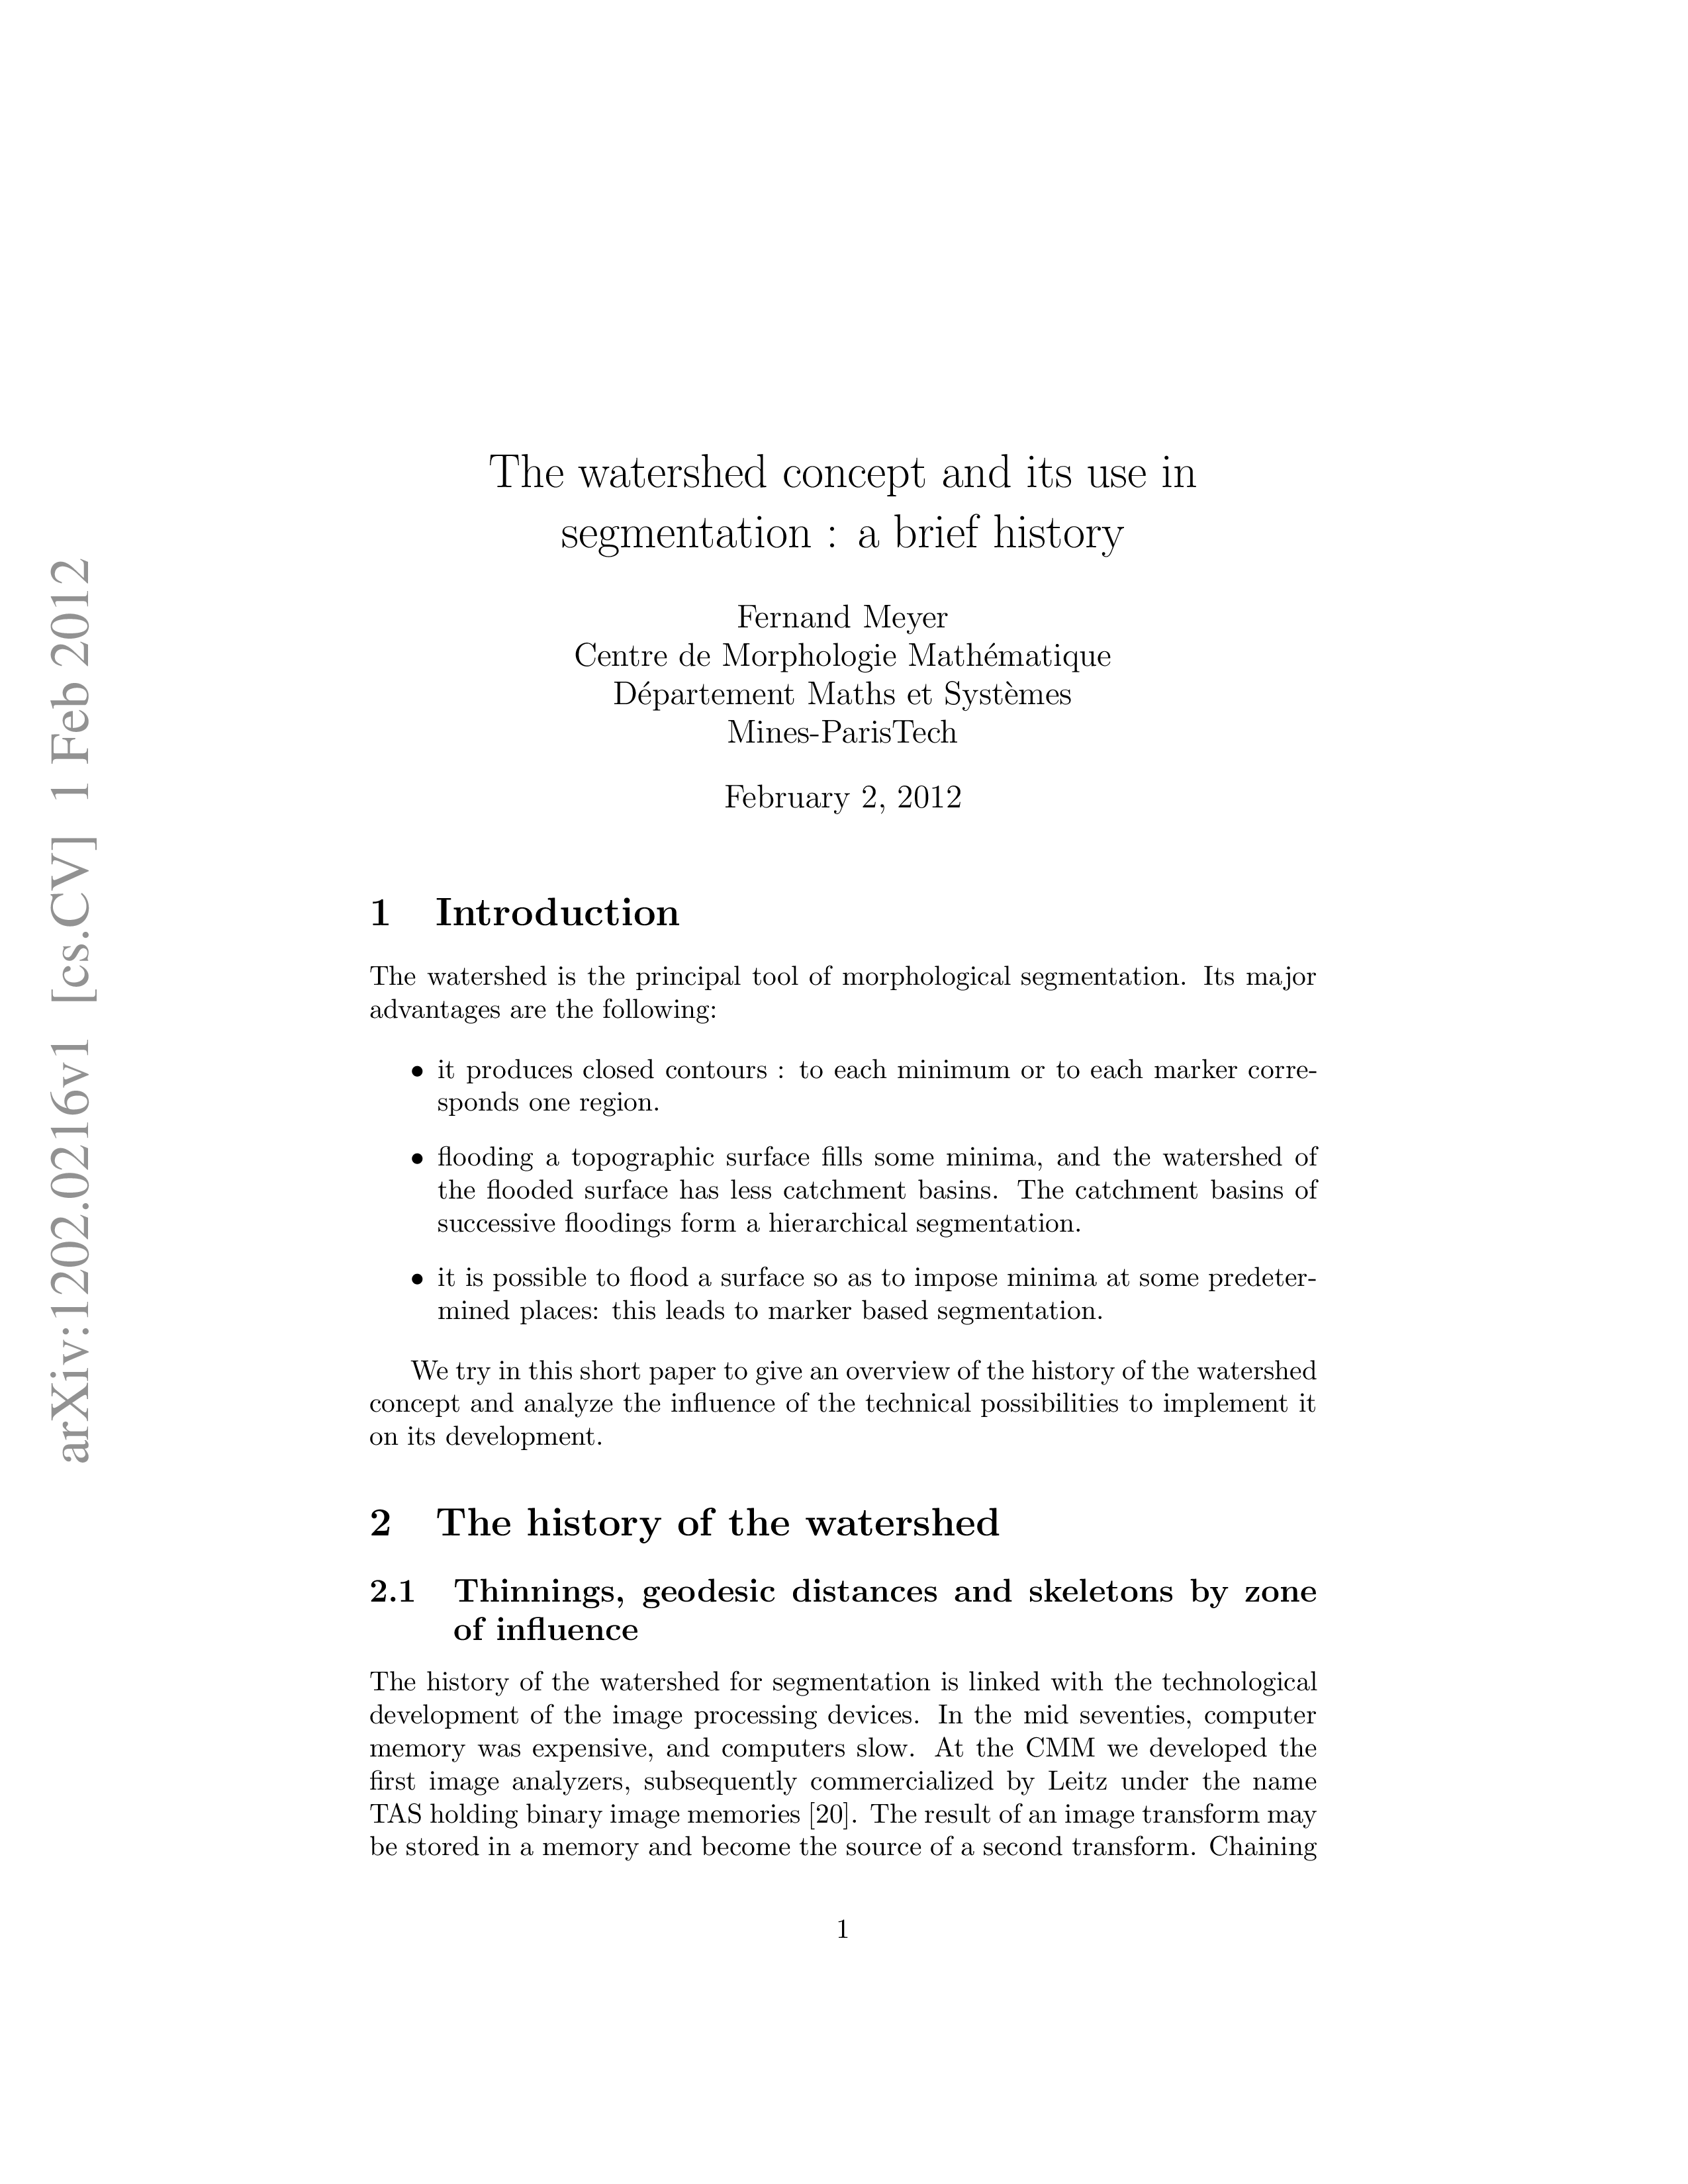 arXiv:1202.0216v1 [cs.CV] 1 Feb 2012
The watershed concept and its use in
segmentation : a brief history
Fernand Meyer
Centre de Morphologie Mathématique
Département Maths et Systèmes
Mines-ParisTech
February 2, 2012
1 Introduction
The watershed is the principal tool of morphological segmentation. Its major
advantages are the following:
• it produces closed contours : to each minimum or to each marker corre-
sponds one region.
• flooding a topographic surface fills some minima, and the watershed of
the flooded surface has less catchment basins. The catchment basins of
successive floodings form a hierarchical segmentation.
• it is possible to flood a surface so as to impose minima at some predeter-
mined places: this leads to marker based segmentation.
We try in this short paper to give an overview of the history of the watershed
concept and analyze the influence of the technical possibilities to implement it
on its development.
2 The history of the watershed
2.1 Thinnings, geodesic distances and skeletons by zone
of influence
The history of the watershed for segmentation is linked with the technological
development of the image processing devices. In the mid seventies, computer
memory was expensive, and computers slow. At the CMM we developed the
first image analyzers, subsequently commercialized by Leitz under the name
TAS holding binary image memories [20]. The result of an image transform may
be stored in a memory and become the source of a second transform. Chaining
1